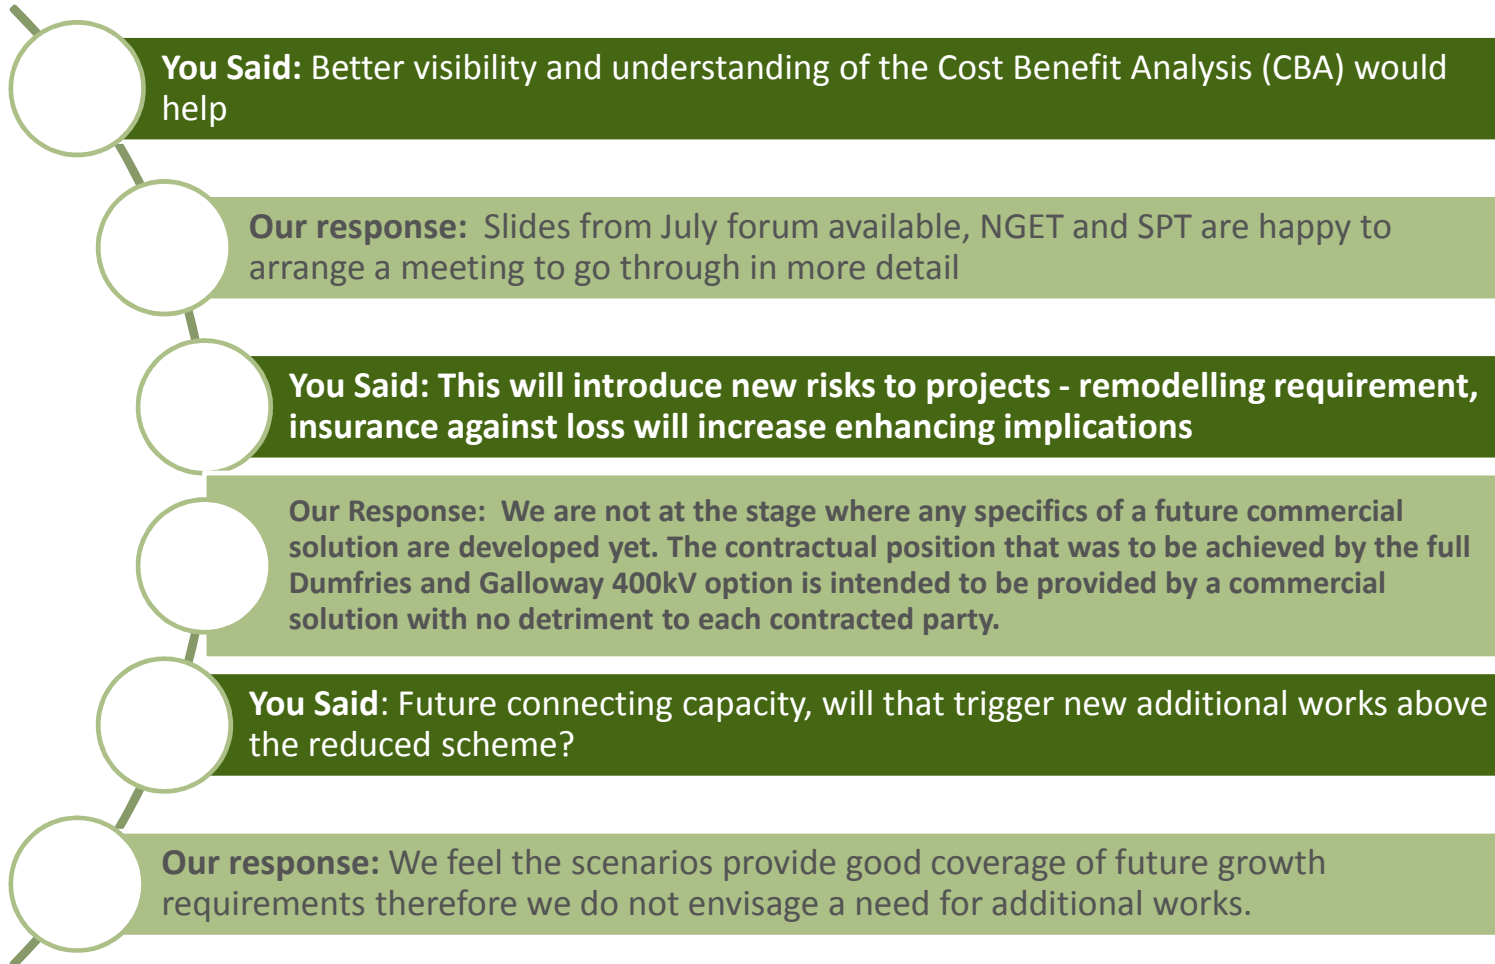 You Said: Better visibility and understanding of the Cost Benefit Analysis (CBA) would
help
Our response:  Slides from July forum available, NGET and SPT are happy to
arrange a meeting to go through in more detail
You Said: This will introduce new risks to projects - remodelling requirement,
insurance against loss will increase enhancing implications
Our Response:  We are not at the stage where any specifics of a future commercial
solution are developed yet. The contractual position that was to be achieved by the full
Dumfries and Galloway 400kV option is intended to be provided by a commercial
solution with no detriment to each contracted party.
You Said: Future connecting capacity, will that trigger new additional works above
the reduced scheme?
Our response: We feel the scenarios provide good coverage of future growth
requirements therefore we do not envisage a need for additional works.